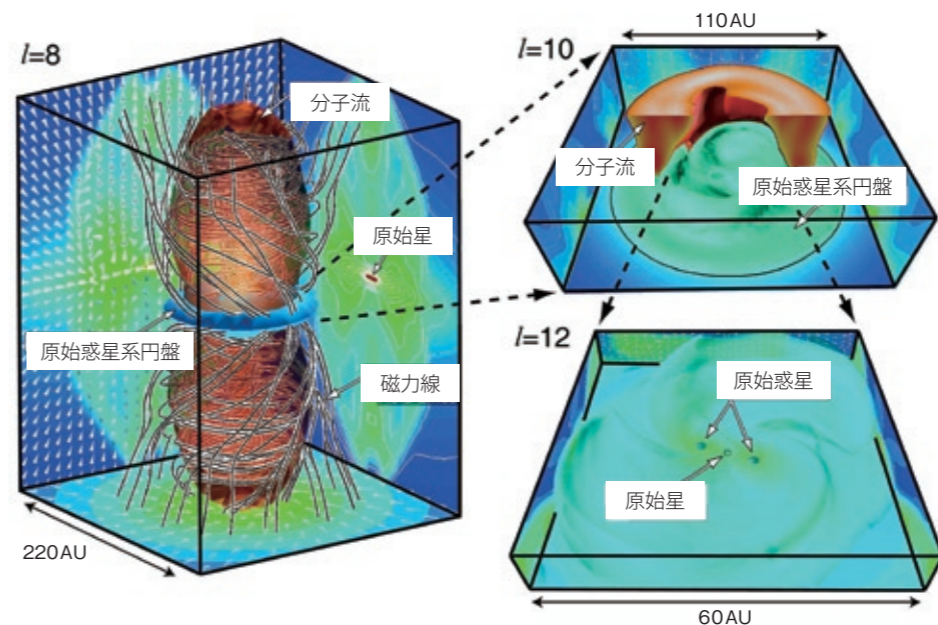 l=8
分子流
原始星
原始惑星系円盤
磁力線
220AU
110AU
l=10
分子流
原始惑星系円盤
l=12
原始惑星
原始星
60AU